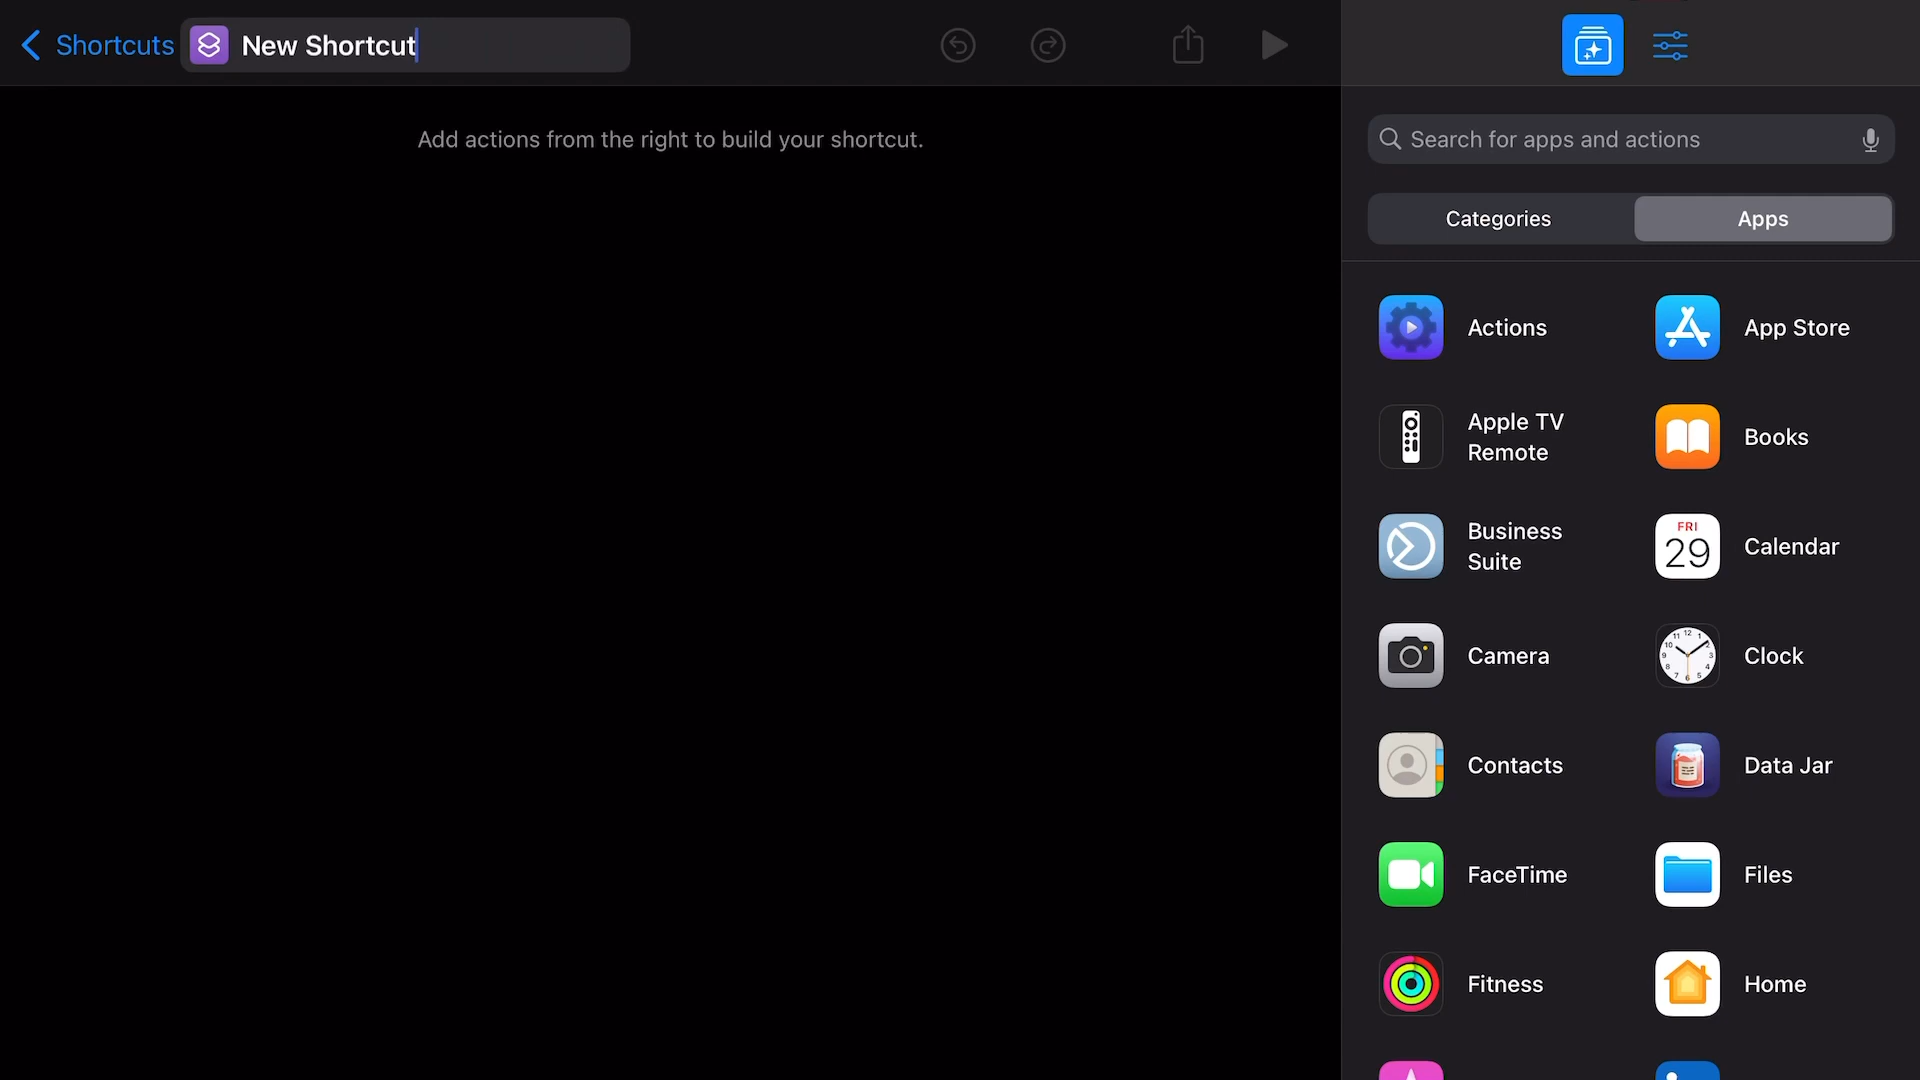 Shortcuts New Shortcut
Add actions from the right to build your shortcut.
Search for apps and actions
Categories Apps
Actions
App Store
Apple TV
Remote
Books
Business
Suite
FRI
29
Calendar
Camera
Clock
Contacts
Data Jar
FaceTime
Files
Fitness
Home